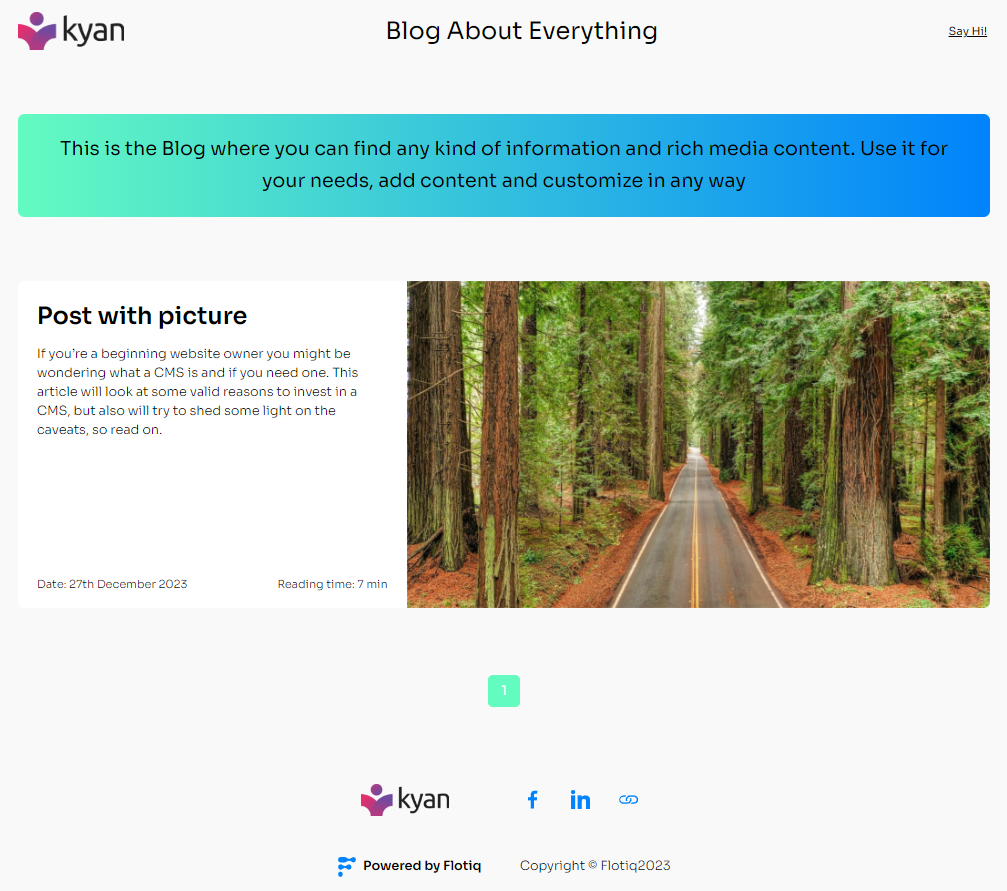 kyan
Blog About Everything
Say Hi!
This is the Blog where you can find any kind of information and rich media content. Use it for
your needs, add content and customize in any way
Post with picture
If you’re a beginning website owner you might be
wondering what a CMS is and if you need one. This
article will look at some valid reasons to invest in a
CMS, but also will try to shed some light on the
caveats, so read on.
Date: 27th December 2023
Reading time: 7 min
1
kyan
Powered by Flotiq
Copyright © Flotiq2023